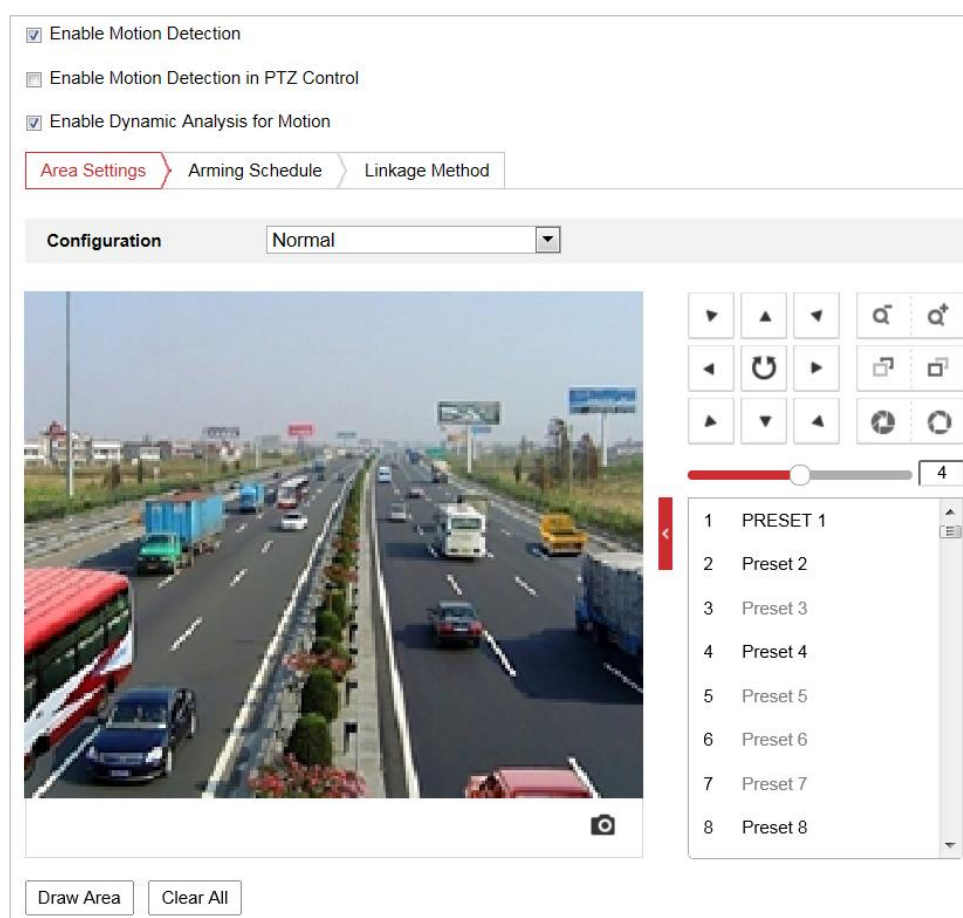 Enable Motion Detection
Enable Motion Detection in PTZ Control
Enable Dynamic Analysis for Motion
Area Settings Arming Schedule Linkage Method
Configuration Normal
4
1 PRESET 1
2 Preset 2
3 Preset 3
4 Preset 4
5 Preset 5
6 Preset 6
7 Preset 7
8 Preset 8
Draw Area Clear All